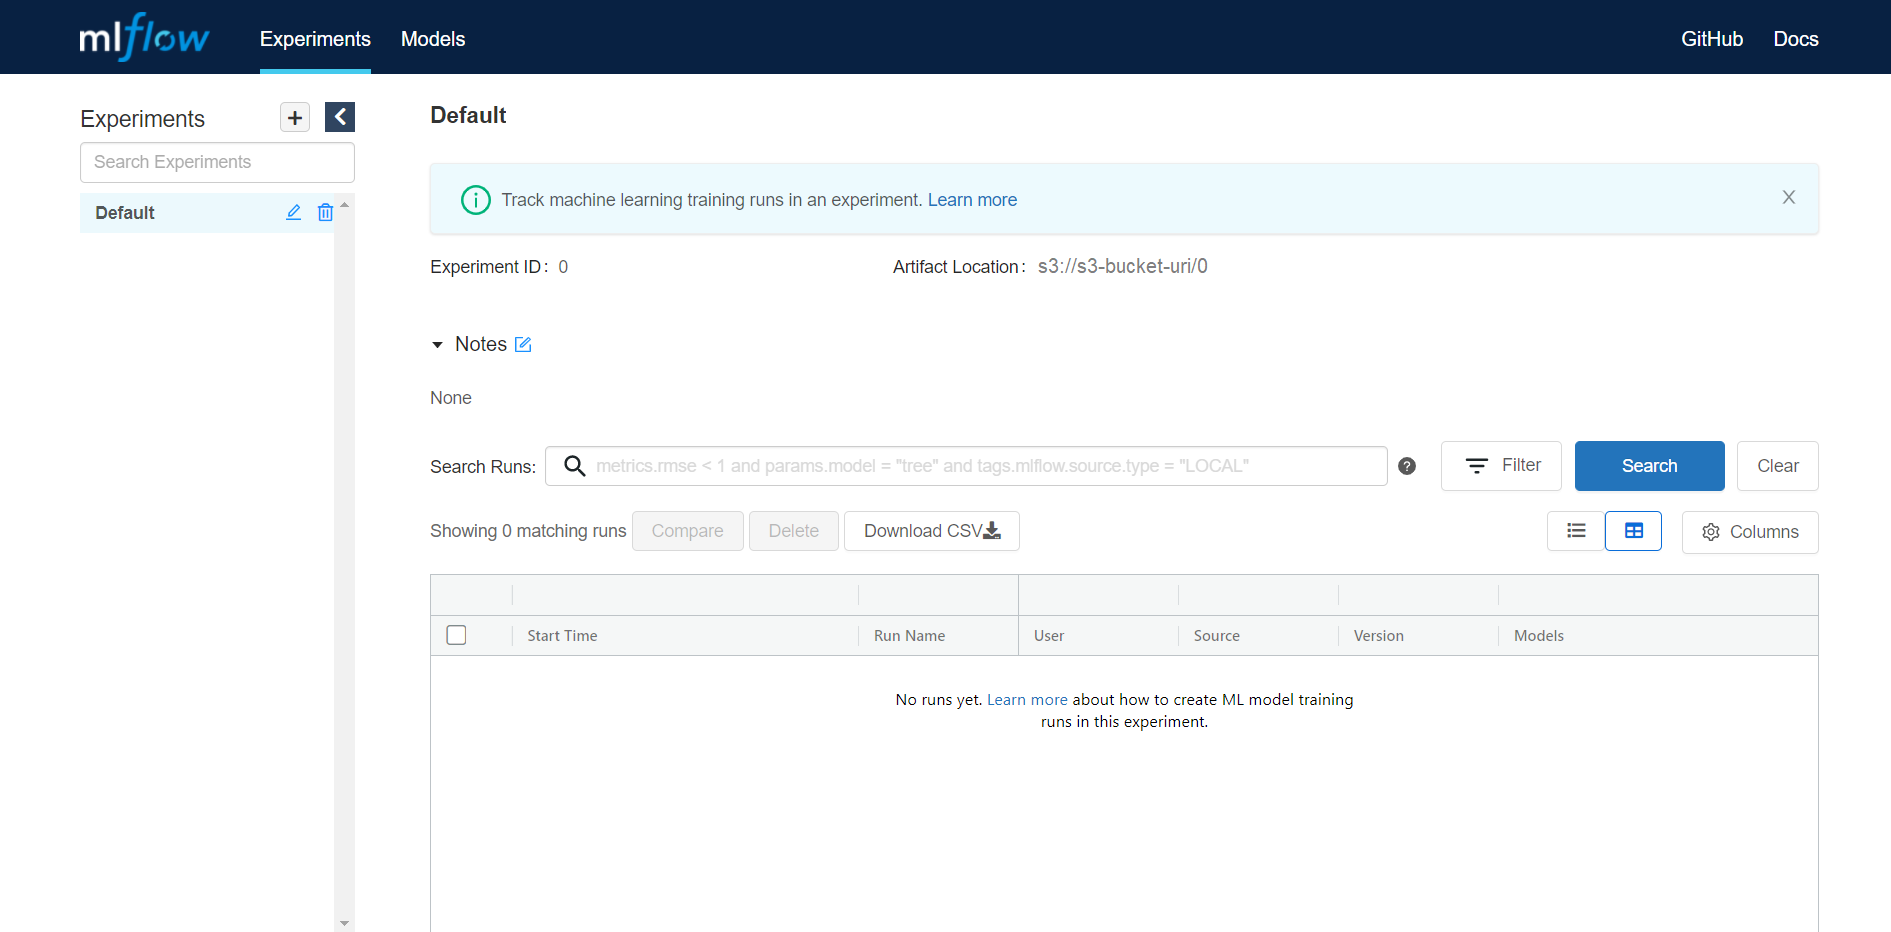 mlflow
Experiments Models
GitHub Docs
Experiments
Search Experiments
Default
Default
Track machine learning training runs in an experiment. Learn more
Experiment ID: 0
Artifact Location: s3://s3-bucket-uri/0
Notes
None
Search Runs: metrics.rmse < 1 and params.model = "tree" and tags.mlflow.source.type = "LOCAL"
Filter
Search
Clear
Showing 0 matching runs
Compare
Delete
Download CSV
Columns
Start Time Run Name User Source Version Models
No runs yet. Learn more about how to create ML model training
runs in this experiment.